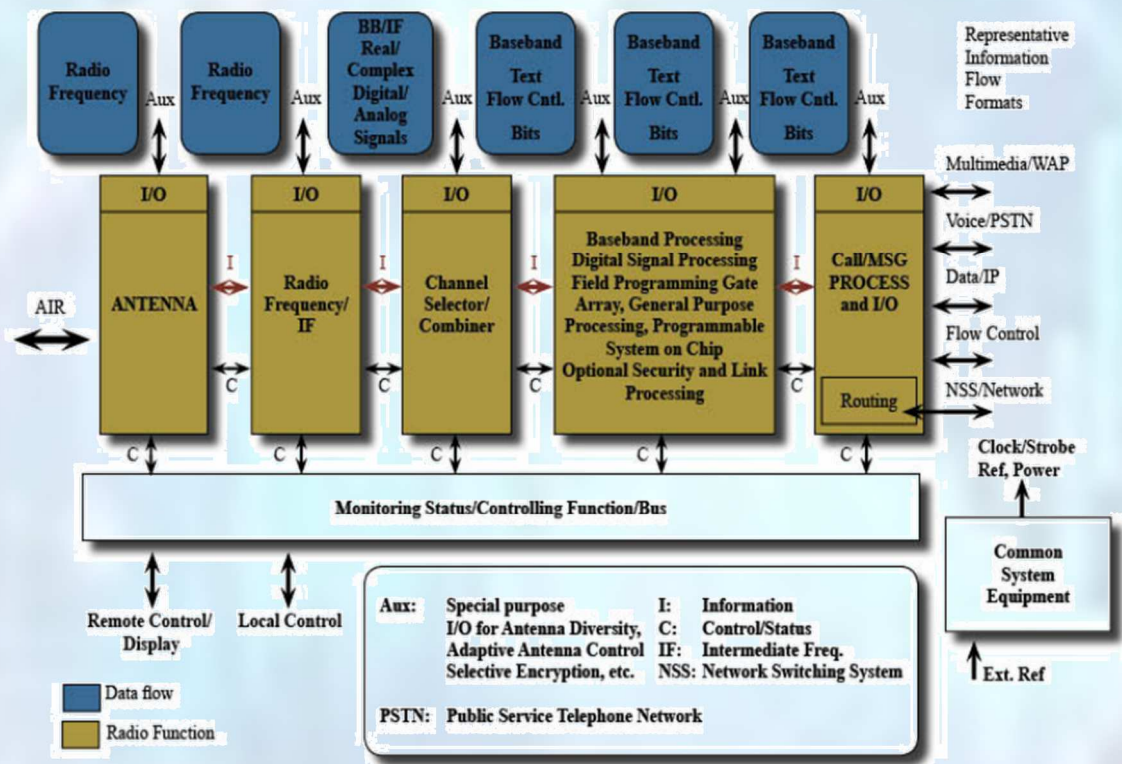 Radio
Frequency
Radio
Frequency
BB/IF
Real/
Complex
Digital/
Analog
Signals
Baseband
Text
Flow Cntl.
Bits
Baseband
Text
Flow Cntl.
Bits
Baseband
Text
Flow Cntl.
Bits
Representative
Information
Flow
Formats
Aux
Aux
Aux
Aux
Aux
Aux
I/O
I/O
I/O
I/O
I/O
ANTENNA
Radio
Frequency/
IF
Channel
Selector/
Combiner
Baseband Processing
Digital Signal Processing
Field Programming Gate
Array, General Purpose
Processing, Programmable
System on Chip
Optional Security and Link
Processing
Call/MSG
PROCESS
and I/O
Routing
I
I
I
I
C
C
C
C
AIR
Multimedia/WAP
Voice/PSTN
Data/IP
Flow Control
NSS/Network
C
C
C
C
C
Monitoring Status/Controlling Function/Bus
Clock/Strobe
Ref, Power
Common
System
Equipment
Ext. Ref
Remote Control/
Display
Local Control
Data flow
Radio Function
Aux: Special purpose
I/O for Antenna Diversity,
Adaptive Antenna Control
Selective Encryption, etc.
I: Information
C: Control/Status
IF: Intermediate Freq.
NSS: Network Switching System
PSTN: Public Service Telephone Network